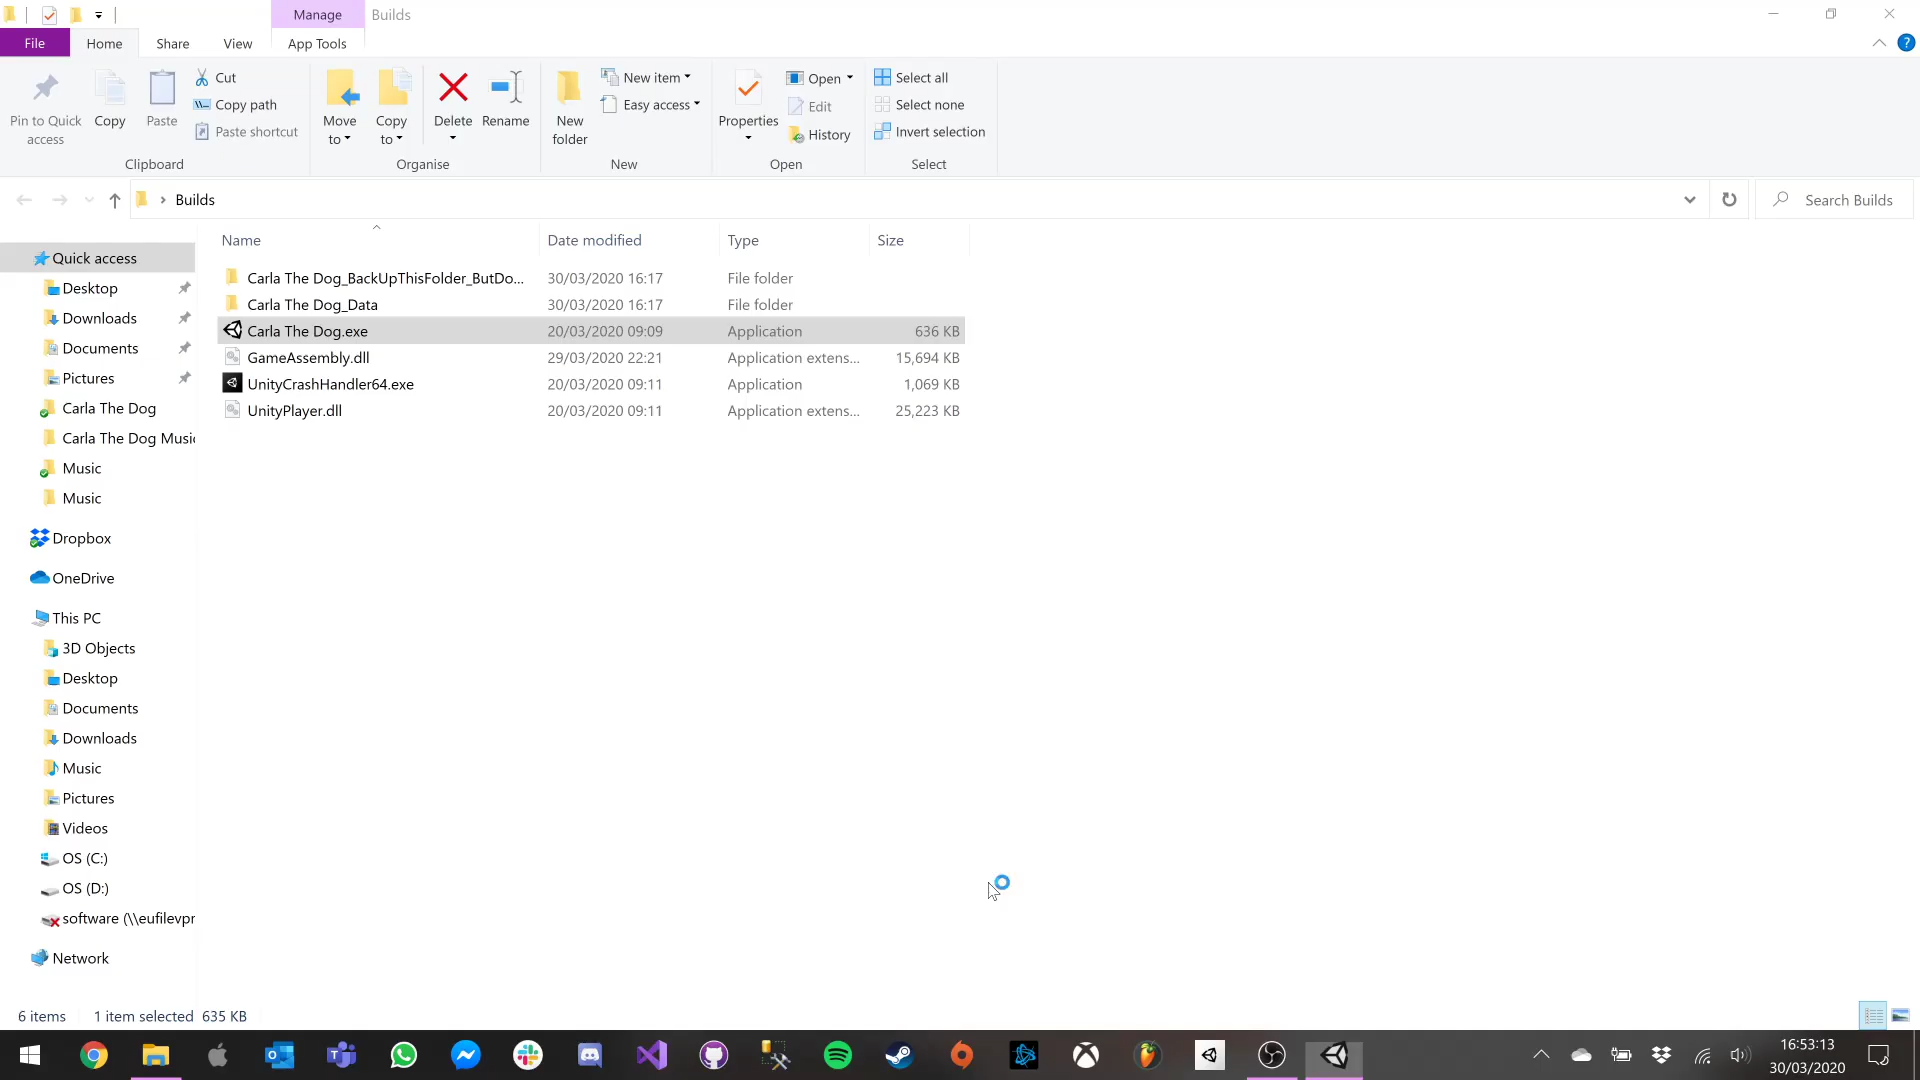 Manage
Builds
File
Home
Share
View
App Tools
Pin to Quick
access
Copy
Paste
Cut
Copy path
Paste shortcut
Clipboard
Move
to
Copy
to
Delete
Rename
Organise
New
folder
New item
Easy access
New
Properties
Open
Edit
History
Open
Select all
Select none
Invert selection
Select
Builds
Search Builds
Name
Date modified
Type
Size
Carla The Dog_BackUpThisFolder_ButDo... 30/03/2020 16:17 File folder
Carla The Dog_Data 30/03/2020 16:17 File folder
Carla The Dog.exe 20/03/2020 09:09 Application 636 KB
GameAssembly.dll 29/03/2020 22:21 Application extens... 15,694 KB
UnityCrashHandler64.exe 20/03/2020 09:11 Application 1,069 KB
UnityPlayer.dll 20/03/2020 09:11 Application extens... 25,223 KB
Quick access
Desktop
Downloads
Documents
Pictures
Carla The Dog
Carla The Dog Musi
Music
Music
Dropbox
OneDrive
This PC
3D Objects
Desktop
Documents
Downloads
Music
Pictures
Videos
OS (C:)
OS (D:)
software (\\eufilevpr
Network
6 items 1 item selected 635 KB
16:53:13
30/03/2020